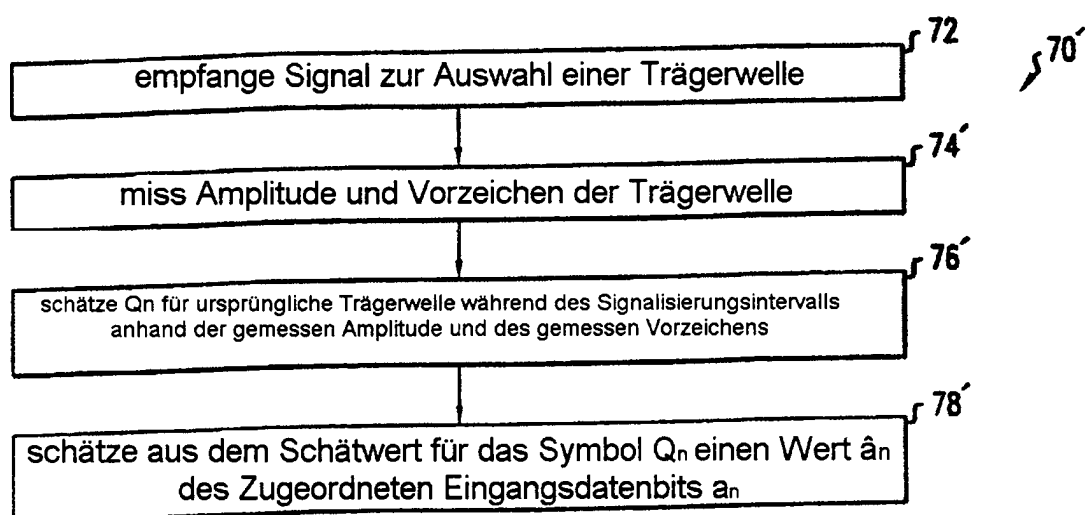 72
70´
empfange Signal zur Auswahl einer Trägerwelle
74´
miss Amplitude und Vorzeichen der Trägerwelle
76´
schätze Qn für ursprüngliche Trägerwelle während des Signalisierungsintervalls
anhand der gemessen Amplitude und des gemessen Vorzeichens
78´
schätze aus dem Schätwert für das Symbol Qn einen Wert ân
des Zugeordneten Eingangsdatenbits an